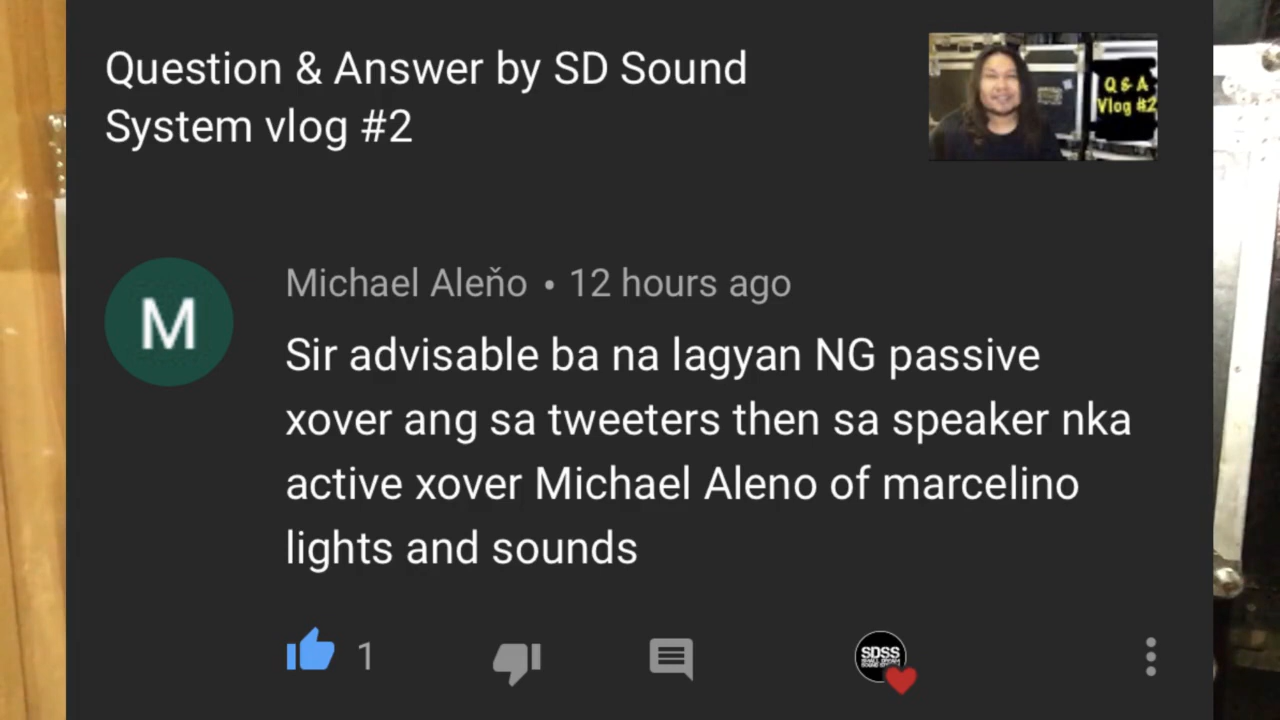 Question & Answer by SD Sound
System vlog #2
Q & A
Vlog #2
M
Michael Aleňo • 12 hours ago
Sir advisable ba na lagyan NG passive
xover ang sa tweeters then sa speaker nka
active xover Michael Aleno of marcelino
lights and sounds
1
SDSS